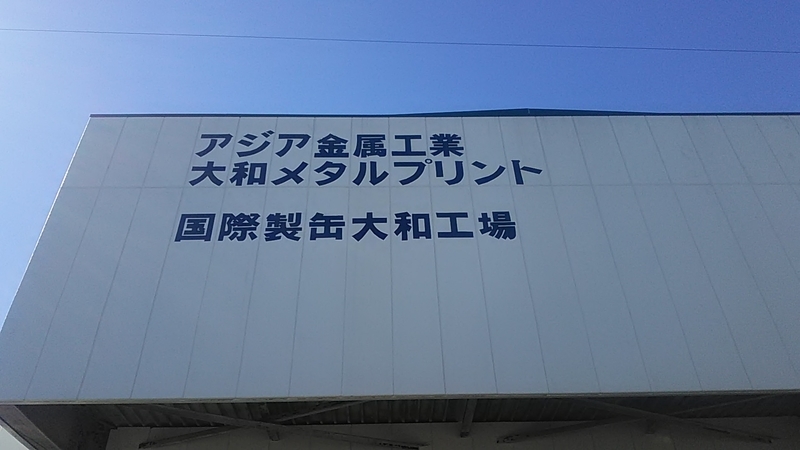 アジア金属工業
大和メタルプリント
国際製缶大和工場